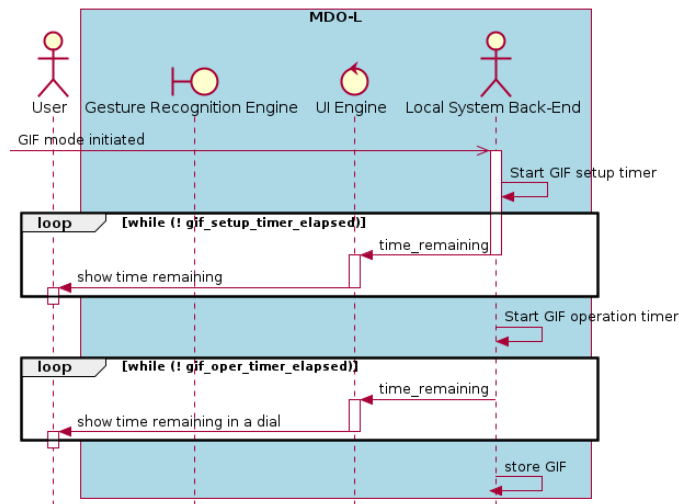 MDO-L
User
Gesture Recognition Engine
UI Engine
Local System Back-End
GIF mode initiated
Start GIF setup timer
loop [while (! gif_setup_timer_elapsed)]
time_remaining
show time remaining
Start GIF operation timer
loop [while (! gif_oper_timer_elapsed)]
time_remaining
show time remaining in a dial
store GIF